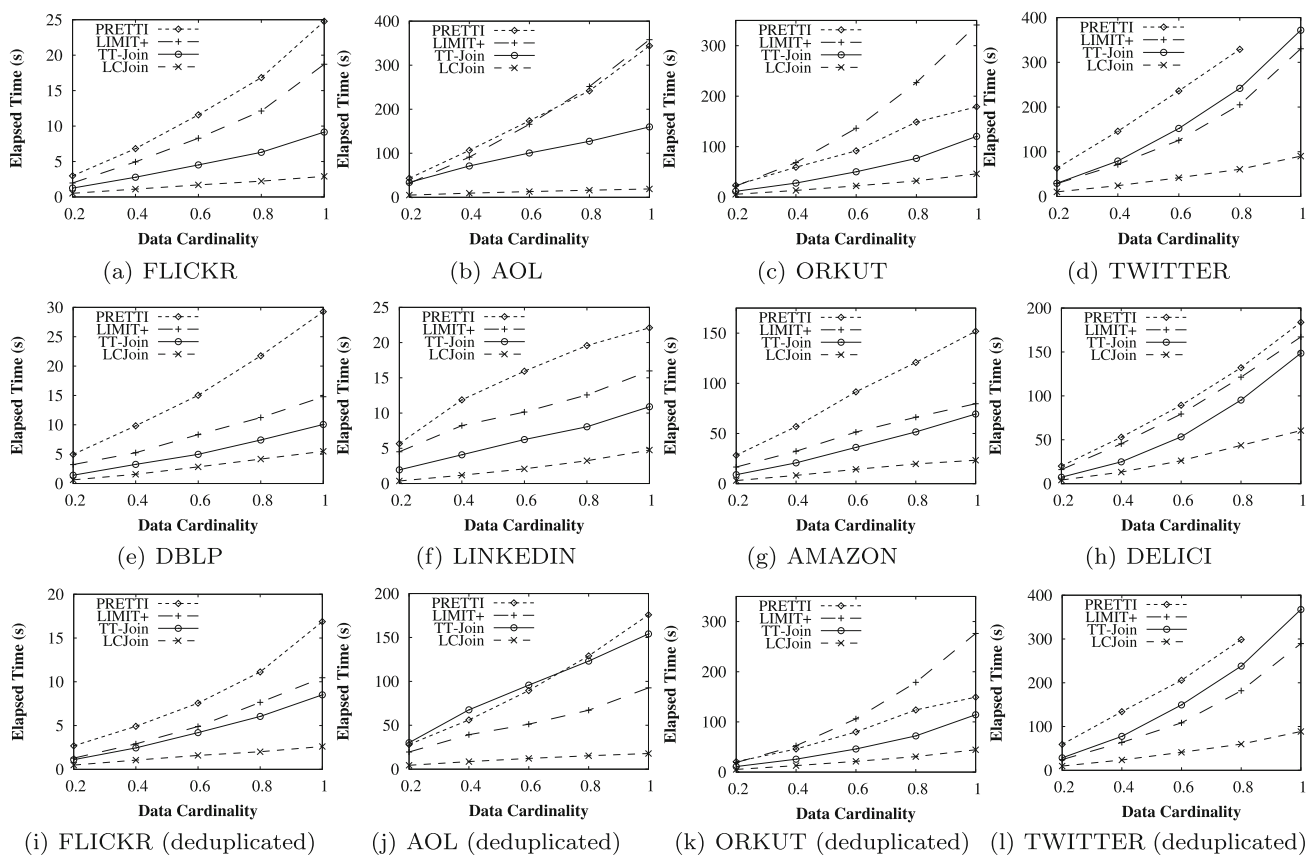 25
20
15
10
5
0
Elapsed Time (s)
PRETTI
LIMIT+
TT-Join
LCJoin
0.2 0.4 0.6 0.8 1
Data Cardinality
(a) FLICKR
400
300
200
100
0
Elapsed Time (s)
PRETTI
LIMIT+
TT-Join
LCJoin
0.2 0.4 0.6 0.8 1
Data Cardinality
(b) AOL
350
250
150
100
50
0
Elapsed Time (s)
PRETTI
LIMIT+
TT-Join
LCJoin
0.2 0.4 0.6 0.8 1
Data Cardinality
(c) ORKUT
400
300
200
100
0
Elapsed Time (s)
PRETTI
LIMIT+
TT-Join
LCJoin
0.2 0.4 0.6 0.8 1
Data Cardinality
(d) TWITTER
30
25
20
15
10
5
0
Elapsed Time (s)
PRETTI
LIMIT+
TT-Join
LCJoin
0.2 0.4 0.6 0.8 1
Data Cardinality
(e) DBLP
25
20
15
10
5
0
Elapsed Time (s)
PRETTI
LIMIT+
TT-Join
LCJoin
0.2 0.4 0.6 0.8 1
Data Cardinality
(f) LINKEDIN
150
100
50
0
Elapsed Time (s)
PRETTI
LIMIT+
TT-Join
LCJoin
0.2 0.4 0.6 0.8 1
Data Cardinality
(g) AMAZON
200
150
100
50
0
Elapsed Time (s)
PRETTI
LIMIT+
TT-Join
LCJoin
0.2 0.4 0.6 0.8 1
Data Cardinality
(h) DELICI
20
15
10
5
0
Elapsed Time (s)
PRETTI
LIMIT+
TT-Join
LCJoin
0.2 0.4 0.6 0.8 1
Data Cardinality
(i) FLICKR (deduplicated)
200
150
100
50
0
Elapsed Time (s)
PRETTI
LIMIT+
TT-Join
LCJoin
0.2 0.4 0.6 0.8 1
Data Cardinality
(j) AOL (deduplicated)
350
250
150
100
50
0
Elapsed Time (s)
PRETTI
LIMIT+
TT-Join
LCJoin
0.2 0.4 0.6 0.8 1
Data Cardinality
(k) ORKUT (deduplicated)
400
300
200
100
0
Elapsed Time (s)
PRETTI
LIMIT+
TT-Join
LCJoin
0.2 0.4 0.6 0.8 1
Data Cardinality
(l) TWITTER (deduplicated)